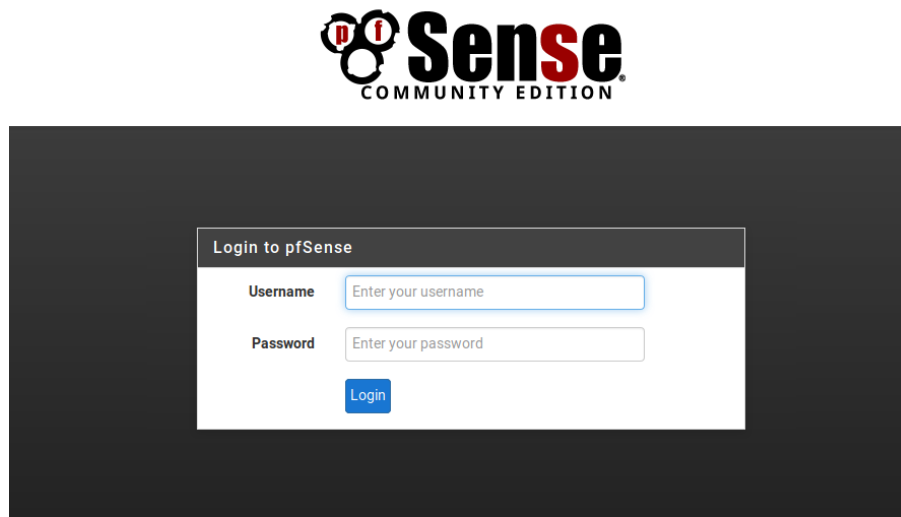 pf Sense®
COMMUNITY EDITION
Login to pfSense
Username Enter your username
Password Enter your password
Login